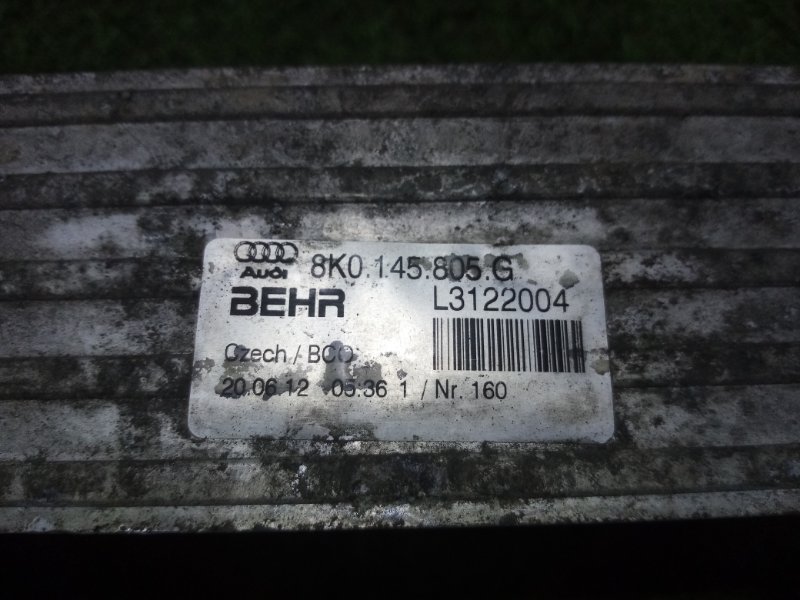 Audi 8K0.145.805.G
BEHR L3122004
Czech / BCO
20.06.12 05:36 1 / Nr. 160